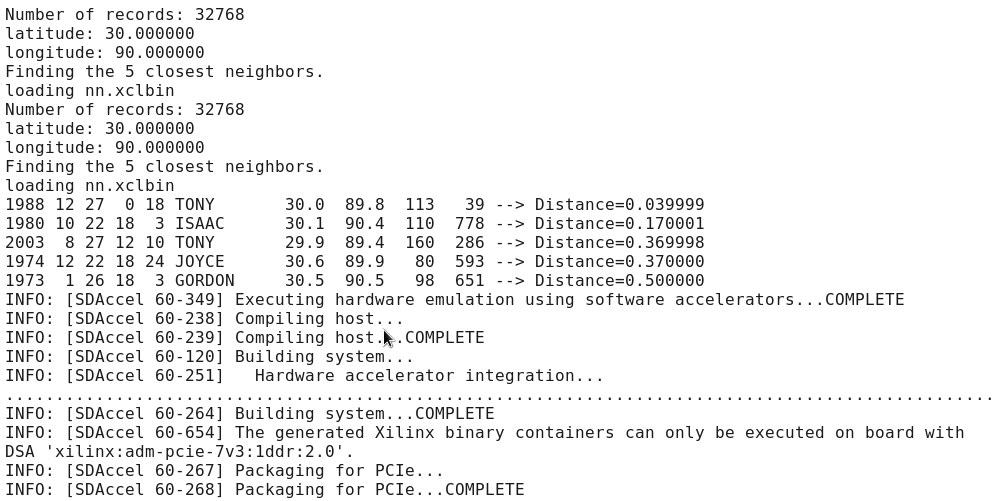 Number of records: 32768
latitude: 30.000000
longitude: 90.000000
Finding the 5 closest neighbors.
loading nn.xclbin
Number of records: 32768
latitude: 30.000000
longitude: 90.000000
Finding the 5 closest neighbors.
loading nn.xclbin
1988 12 27  0 18 TONY       30.0  89.8  113   39 --> Distance=0.039999
1980 10 22 18  3 ISAAC      30.1  90.4  110  778 --> Distance=0.170001
2003  8 27 12 10 TONY       29.9  89.4  160  286 --> Distance=0.369998
1974 12 22 18 24 JOYCE      30.6  89.9   80  593 --> Distance=0.370000
1973  1 26 18  3 GORDON     30.5  90.5   98  651 --> Distance=0.500000
INFO: [SDAccel 60-349] Executing hardware emulation using software accelerators...COMPLETE
INFO: [SDAccel 60-238] Compiling host...
INFO: [SDAccel 60-239] Compiling host...COMPLETE
INFO: [SDAccel 60-120] Building system...
INFO: [SDAccel 60-251]   Hardware accelerator integration...
...................................................................................................
INFO: [SDAccel 60-264] Building system...COMPLETE
INFO: [SDAccel 60-654] The generated Xilinx binary containers can only be executed on board with
DSA 'xilinx:adm-pcie-7v3:1ddr:2.0'.
INFO: [SDAccel 60-267] Packaging for PCIe...
INFO: [SDAccel 60-268] Packaging for PCIe...COMPLETE